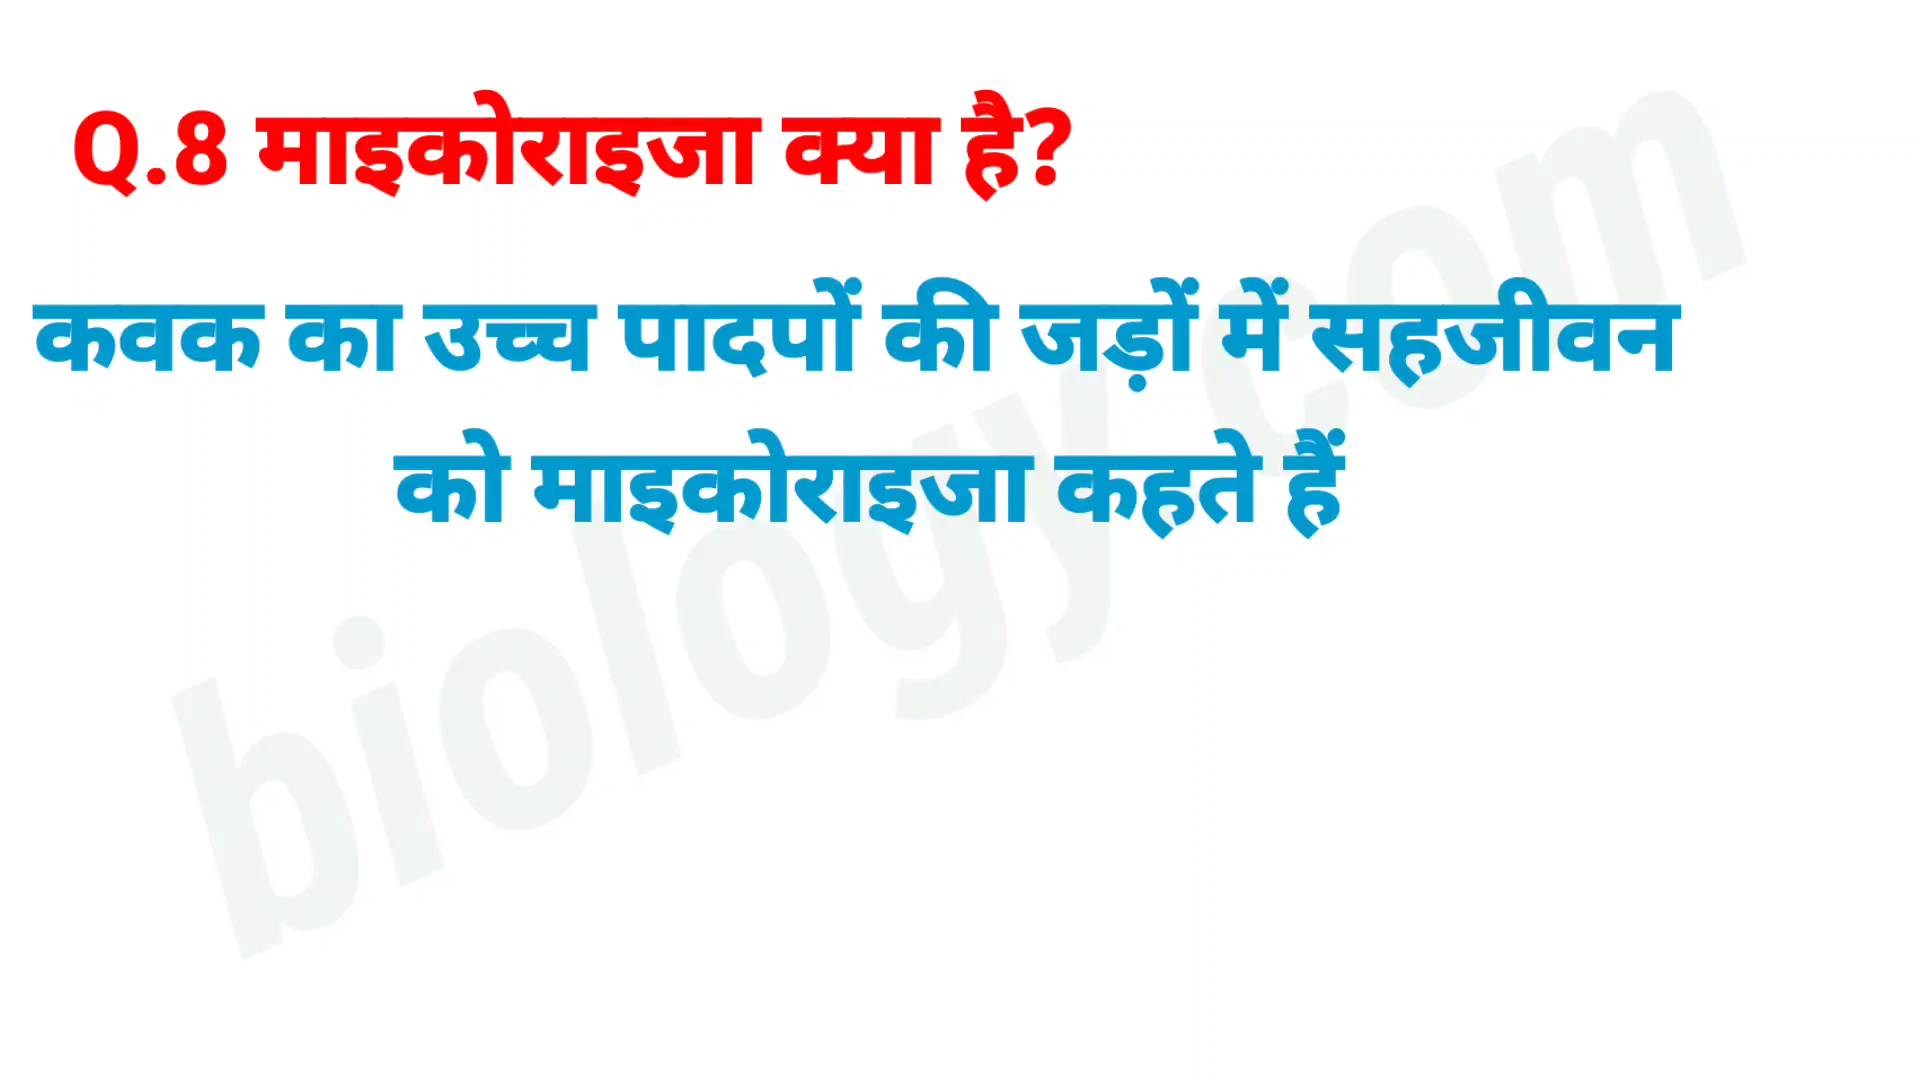 Q.8 माइकोराइजा क्या है?
कवक का उच्च पादपों की जड़ों में सहजीवन
को माइकोराइजा कहते हैं
biology com